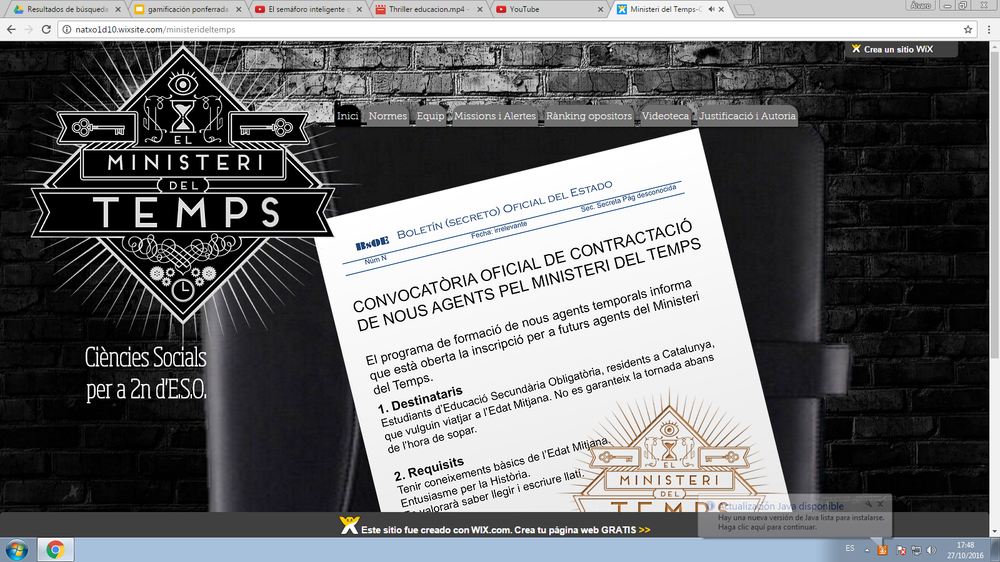 Resultados de búsqueda
gamificación ponferrada
El semáforo inteligente q
Thriller educacion.mp4 -
YouTube
Ministeri del Temps-C
Álvaro
natxo1d10.wixsite.com/ministerideltemps
Crea un sitio WiX
Inici
Normes
Equip
Missions i Alertes
Rànking opositors
Videoteca
Justificació i Autoria
EL
MINISTERI
DEL
TEMPS
Ciències Socials
per a 2n d'E.S.O.
BsOE
BOLETÍN (SECRETO) OFICIAL DEL ESTADO
Núm N
Fecha: irrelevante
Sec. Secreta Pág desconocida
CONVOCATÒRIA OFICIAL DE CONTRACTACIÓ
DE NOUS AGENTS PEL MINISTERI DEL TEMPS
El programa de formació de nous agents temporals informa
que està oberta la inscripció per a futurs agents del Ministeri
del Temps.
1. Destinataris
Estudiants d'Educació Secundària Obligatòria, residents a Catalunya,
que vulguin viatjar a l'Edat Mitjana. No es garanteix la tornada abans
de l'hora de sopar.
2. Requisits
Tenir coneixements bàsics de l'Edat Mitjana.
Entusiasme per la Història.
valorarà saber llegir i escriure llatí.
EL
MINISTERI
DEL
TEMPS
Actualización Java disponible
Hay una nueva versión de Java lista para instalarse.
Haga clic aquí para continuar.
Este sitio fue creado con WIX.com. Crea tu página web GRATIS >>
ES
17:48
27/10/2016